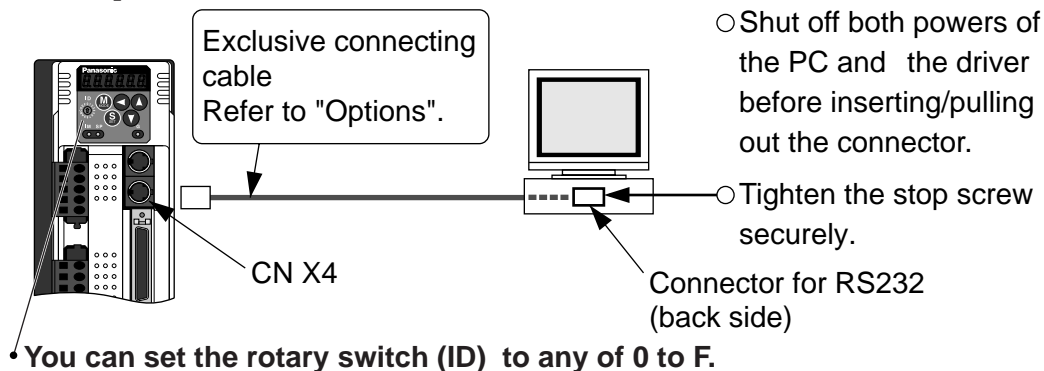 Exclusive connecting
cable
Refer to "Options".
○Shut off both powers of
the PC and the driver
before inserting/pulling
out the connector.
○Tighten the stop screw
securely.
Panasonic
M
S
CN X4
Connector for RS232
(back side)
• You can set the rotary switch (ID) to any of 0 to F.